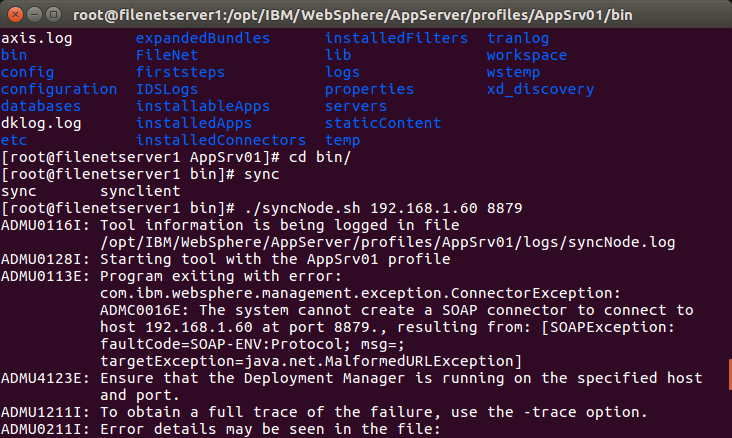 root@filenetserver1:/opt/IBM/WebSphere/AppServer/profiles/AppSrv01/bin
axis.log expandedBundles installedFilters tranlog
bin FileNet lib workspace
config firststeps logs wstemp
configuration IDSLogs properties xd_discovery
databases installableApps servers
dklog.log installedApps staticContent
etc installedConnectors temp
[root@filenetserver1 AppSrv01]# cd bin/
[root@filenetserver1 bin]# sync
sync synclient
[root@filenetserver1 bin]# ./syncNode.sh 192.168.1.60 8879
ADMU0116I: Tool information is being logged in file
/opt/IBM/WebSphere/AppServer/profiles/AppSrv01/logs/syncNode.log
ADMU0128I: Starting tool with the AppSrv01 profile
ADMU0113E: Program exiting with error:
com.ibm.websphere.management.exception.ConnectorException:
ADMC0016E: The system cannot create a SOAP connector to connect to
host 192.168.1.60 at port 8879., resulting from: [SOAPException:
faultCode=SOAP-ENV:Protocol; msg=;
targetException=java.net.MalformedURLException]
ADMU4123E: Ensure that the Deployment Manager is running on the specified host
and port.
ADMU1211I: To obtain a full trace of the failure, use the -trace option.
ADMU0211I: Error details may be seen in the file: